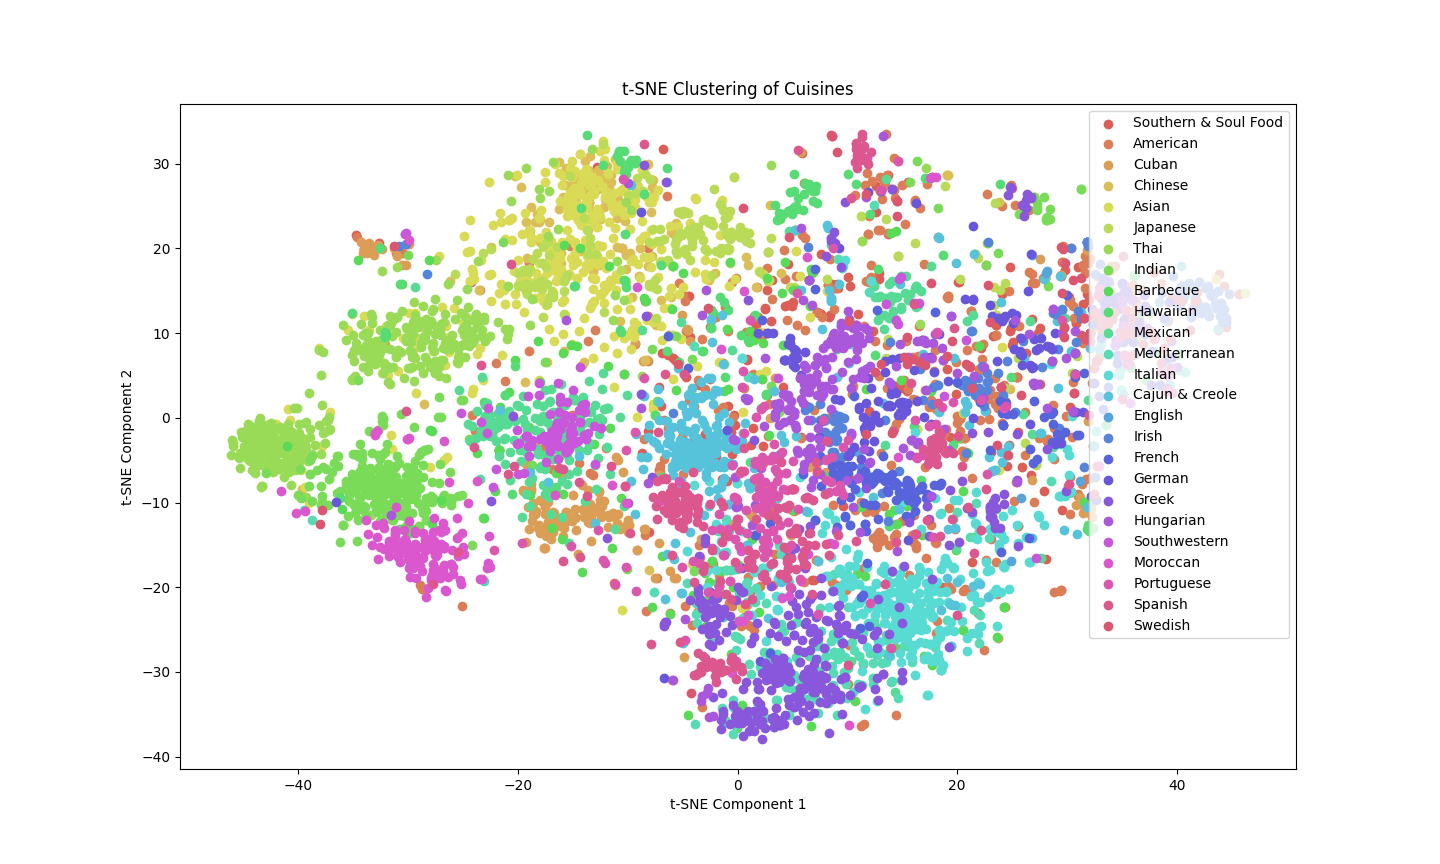 t-SNE Clustering of Cuisines
t-SNE Component 2
30
20
10
0
−10
−20
−30
−40
−40
−20
0
20
40
t-SNE Component 1
Southern & Soul Food
American
Cuban
Chinese
Asian
Japanese
Thai
Indian
Barbecue
Hawaiian
Mexican
Mediterranean
Italian
Cajun & Creole
English
Irish
French
German
Greek
Hungarian
Southwestern
Moroccan
Portuguese
Spanish
Swedish